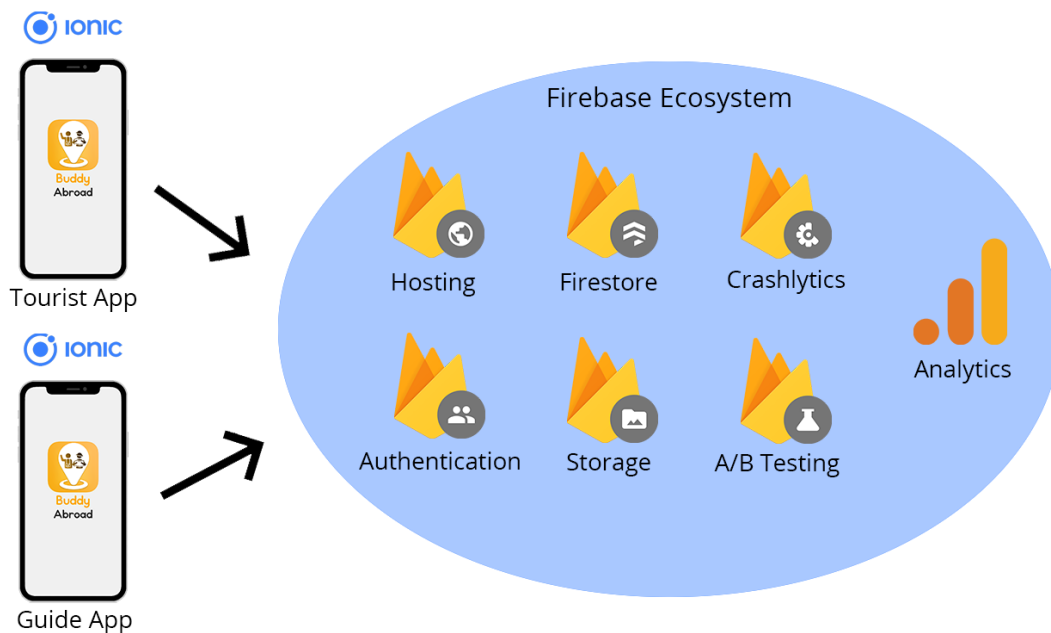 IONIC
Buddy
Abroad
Tourist App
IONIC
Buddy
Abroad
Guide App
Firebase Ecosystem
Hosting
Firestore
Crashlytics
Authentication
Storage
A/B Testing
Analytics